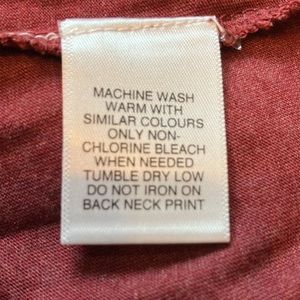 MACHINE WASH
WARM WITH
SIMILAR COLOURS
ONLY NON-
CHLORINE BLEACH
WHEN NEEDED
TUMBLE DRY LOW
DO NOT IRON ON
BACK NECK PRINT